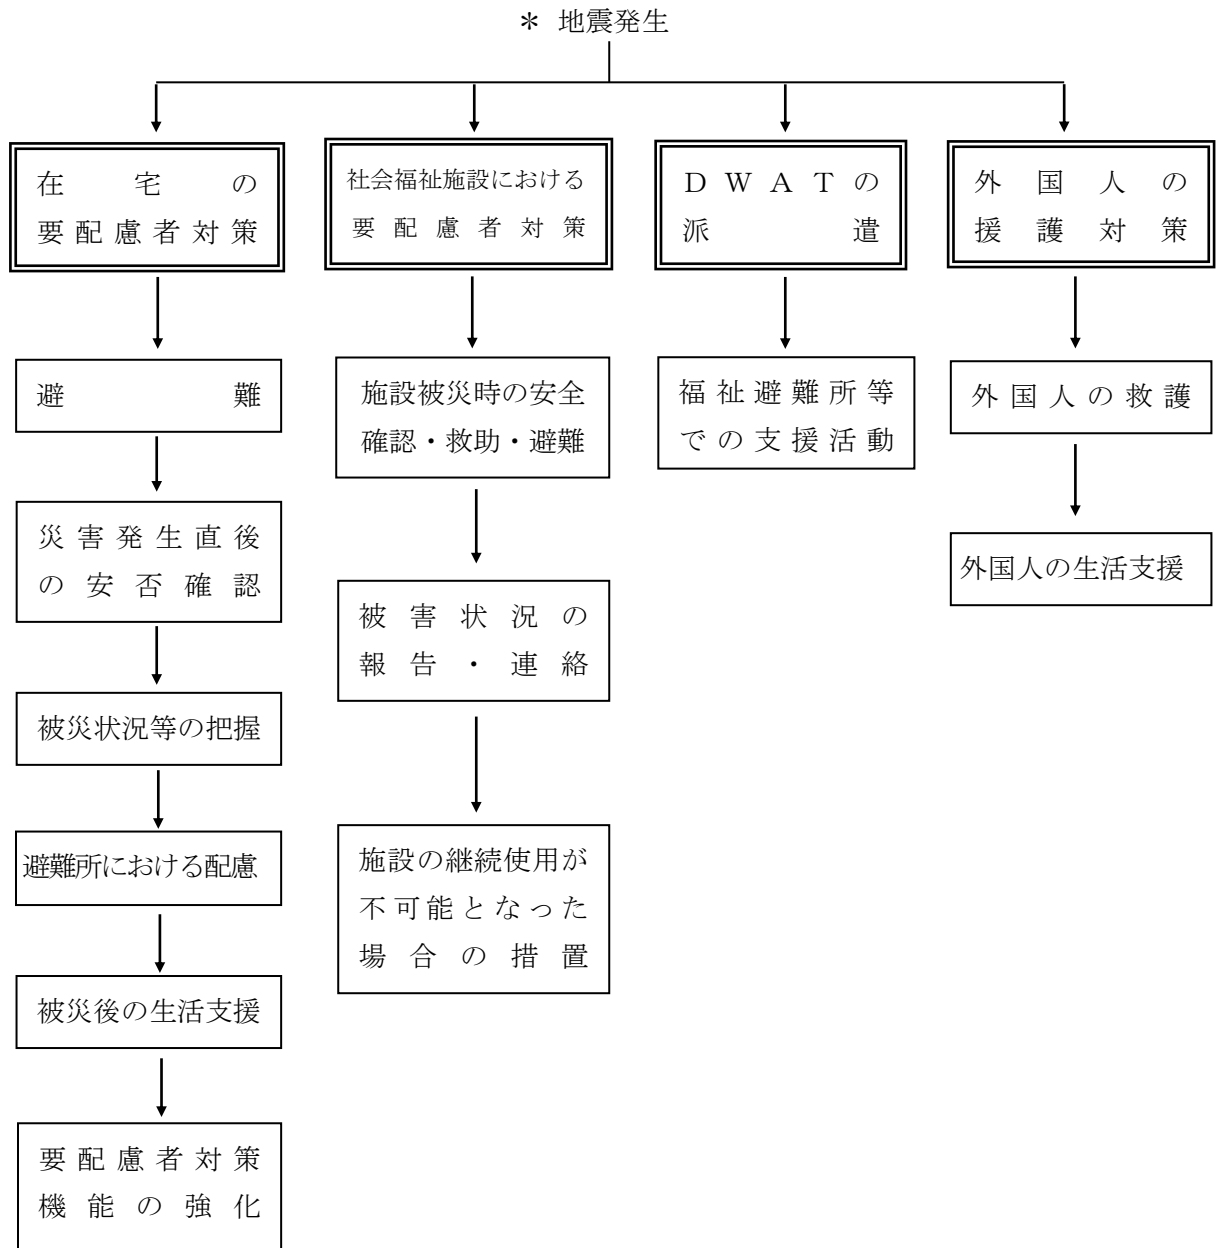 ＊ 地震発生
在宅の
要配慮者対策
避難
災害発生直後
の安否確認
被災状況等の把握
避難所における配慮
被災後の生活支援
要配慮者対策
機能の強化
社会福祉施設における
要配慮者対策
施設被災時の安全
確認・救助・避難
被害状況の
報告・連絡
施設の継続使用が
不可能となった
場合の措置
ＤＷＡＴの
派遣
福祉避難所等
での支援活動
外国人の
援護対策
外国人の救護
外国人の生活支援